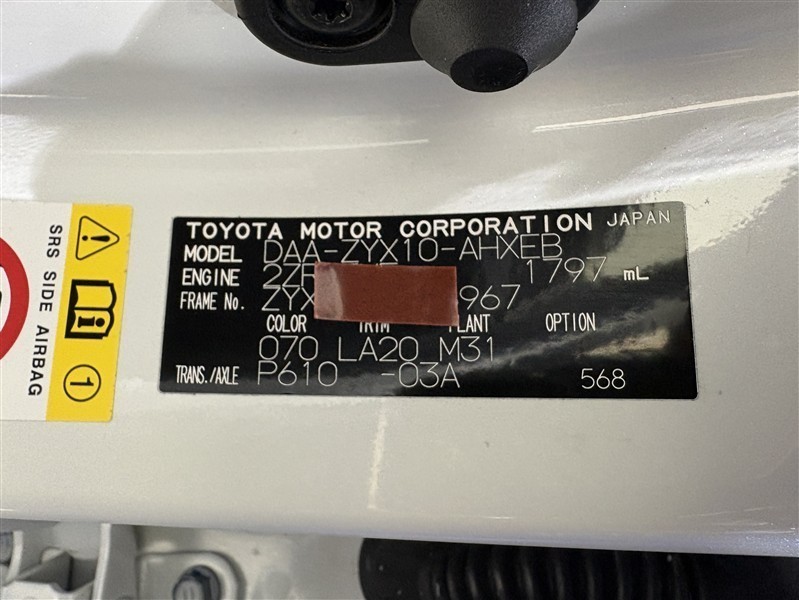 TOYOTA MOTOR CORPORATION JAPAN
MODEL DAA-ZYX10-AHXEB
ENGINE 2ZR 1797 mL
FRAME No. ZYX 967
COLOR TRIM PLANT OPTION
070 LA20 M31
TRANS./AXLE P610 -03A 568
SRS SIDE AIRBAG
1